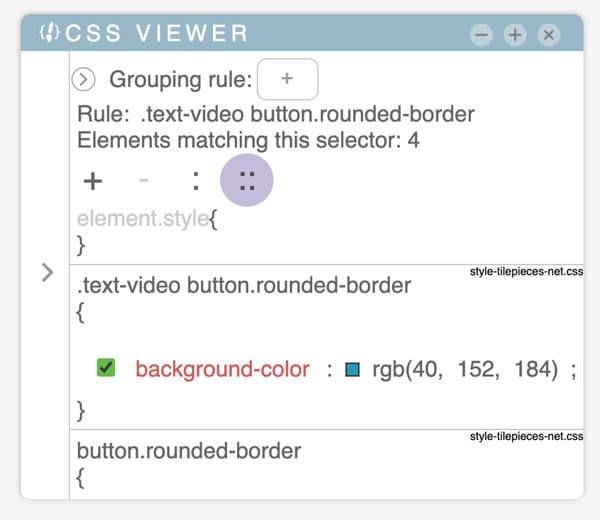 CSS VIEWER
Grouping rule: +
Rule: .text-video button.rounded-border
Elements matching this selector: 4
+ - : ::
element.style{
}
style-tilepieces-net.css
.text-video button.rounded-border
{
background-color : rgb(40, 152, 184) ;
}
style-tilepieces-net.css
button.rounded-border
{